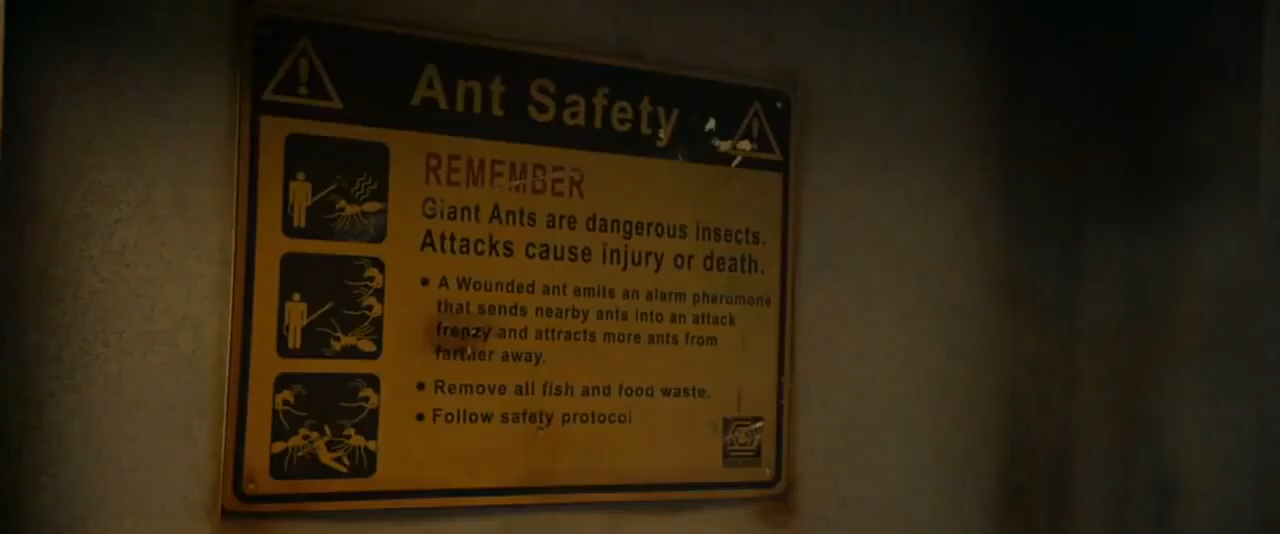 Ant Safety
REMEMBER
Giant Ants are dangerous insects.
Attacks cause injury or death.
• A Wounded ant emits an alarm pheromone
that sends nearby ants into an attack
frenzy and attracts more ants from
farther away.
• Remove all fish and food waste.
• Follow safety protocol